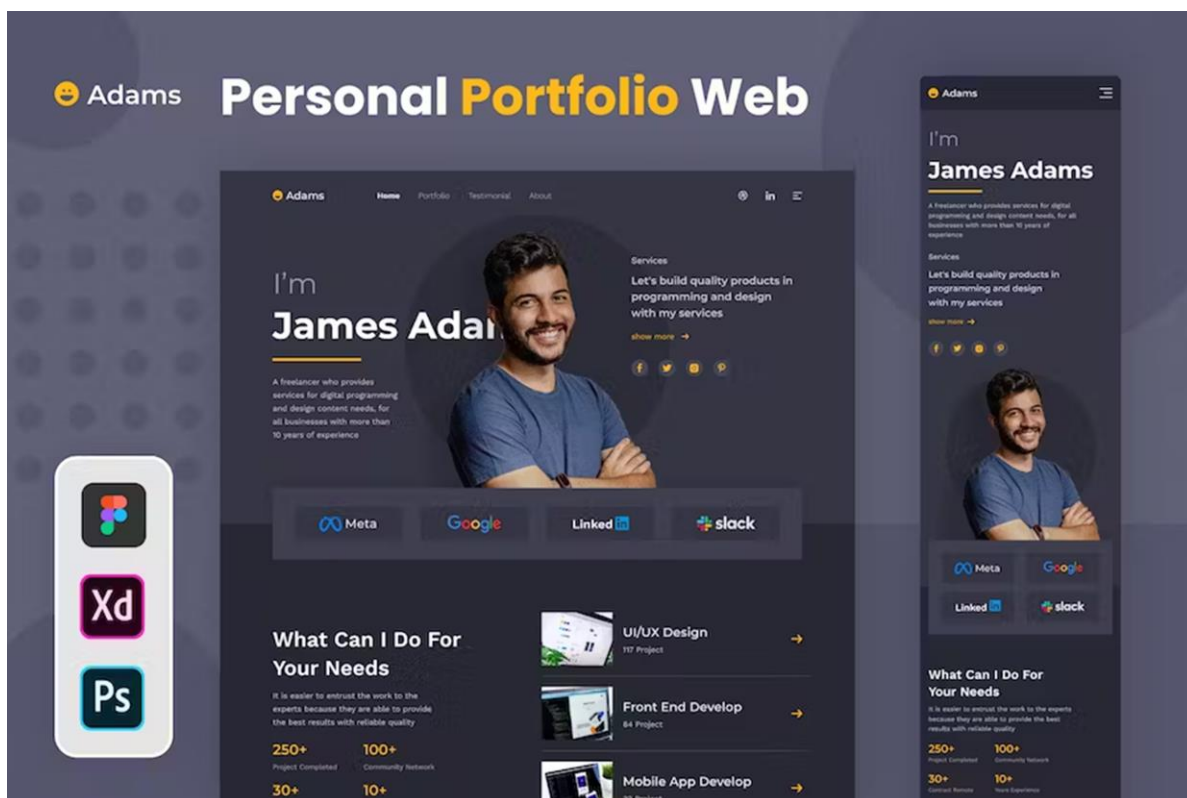 Adams
Personal Portfolio Web
Adams
Home Portfolio Testimonial About
in
I'm
James Adam
A freelancer who provides
services for digital programming
and design content needs, for
all businesses with more than
10 years of experience
Services
Let's build quality products in
programming and design
with my services
show more
Meta
Google
Linked in
slack
What Can I Do For
Your Needs
It is easier to entrust the work to the
experts because they are able to provide
the best results with reliable quality
250+ 100+
Project Completed Community Network
30+ 10+
UI/UX Design
117 Project
Front End Develop
84 Project
Mobile App Develop
Project
Xd
Ps
Adams
I'm
James Adams
A freelancer who provides services for digital
programming and design content needs, for all
businesses with more than 10 years of
experience
Services
Let's build quality products in
programming and design
with my services
show more
Meta
Google
Linked in
slack
What Can I Do For
Your Needs
It is easier to entrust the work to the experts
because they are able to provide the best
results with reliable quality
250+ 100+
Project Completed Community Network
30+ 10+
Contract Remote Years Experience